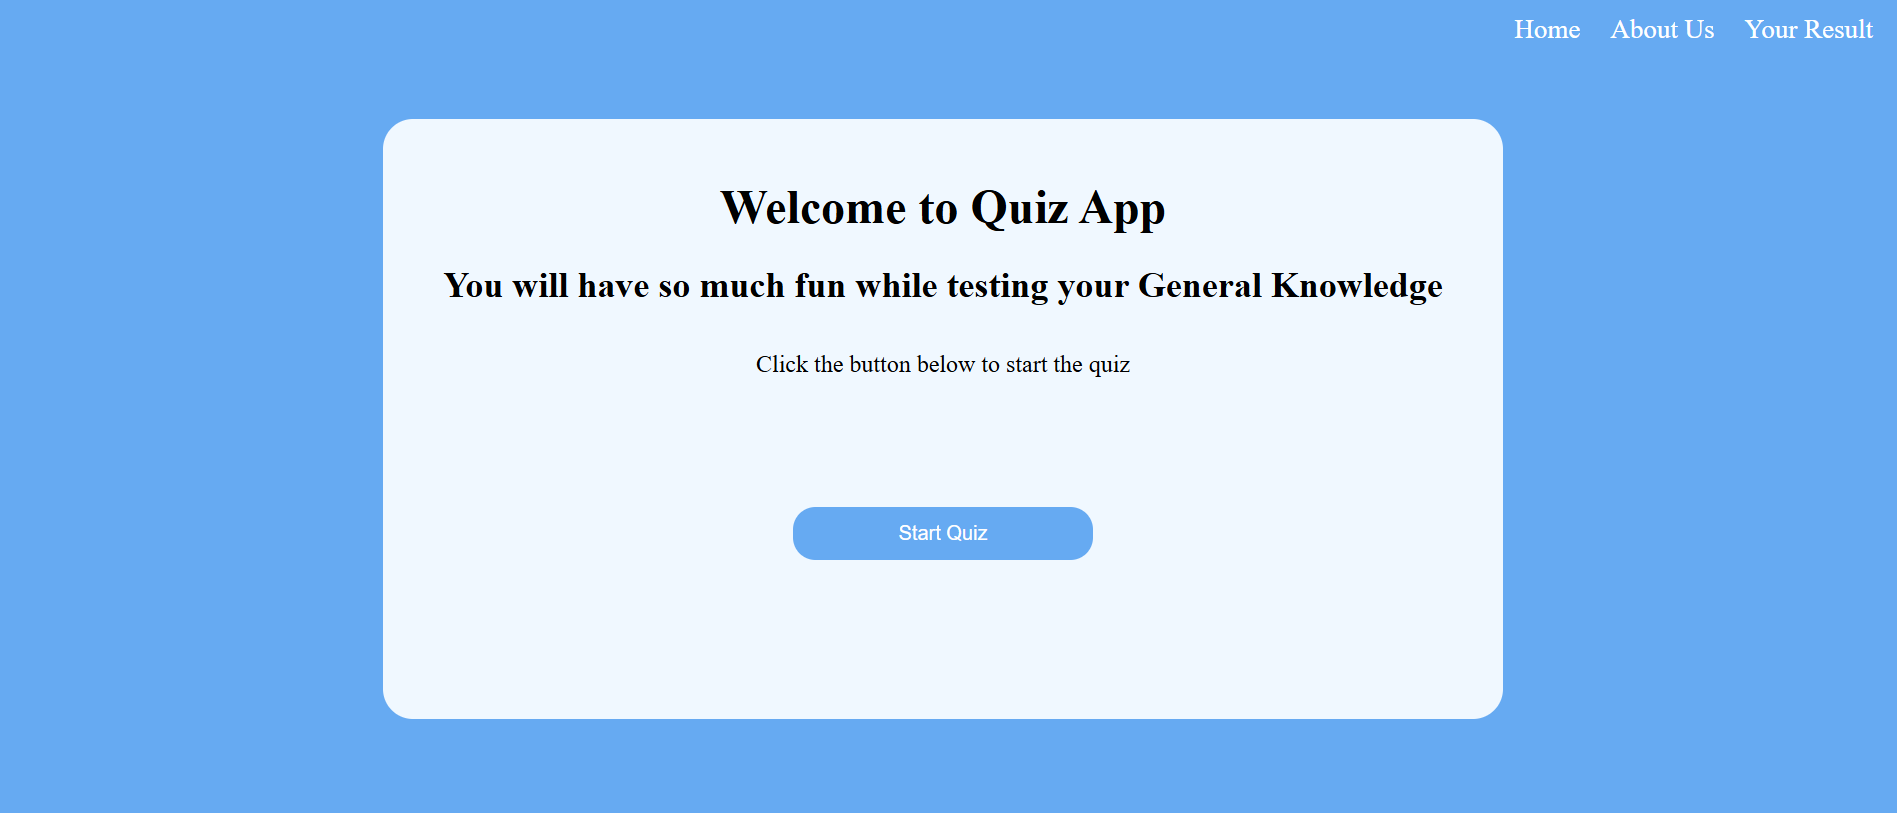 Home About Us Your Result
Welcome to Quiz App
You will have so much fun while testing your General Knowledge
Click the button below to start the quiz
Start Quiz